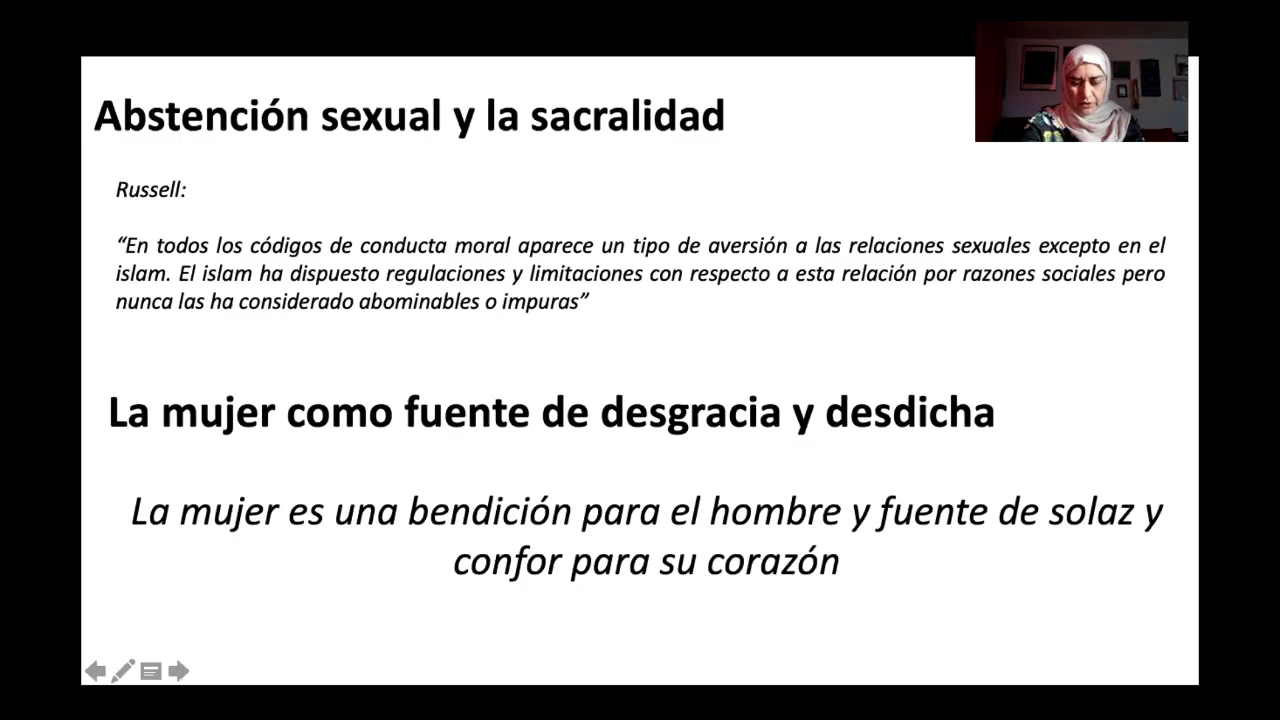 Abstención sexual y la sacralidad
Russell:
“En todos los códigos de conducta moral aparece un tipo de aversión a las relaciones sexuales excepto en el
islam. El islam ha dispuesto regulaciones y limitaciones con respecto a esta relación por razones sociales pero
nunca las ha considerado abominables o impuras”
La mujer como fuente de desgracia y desdicha
La mujer es una bendición para el hombre y fuente de solaz y
confor para su corazón